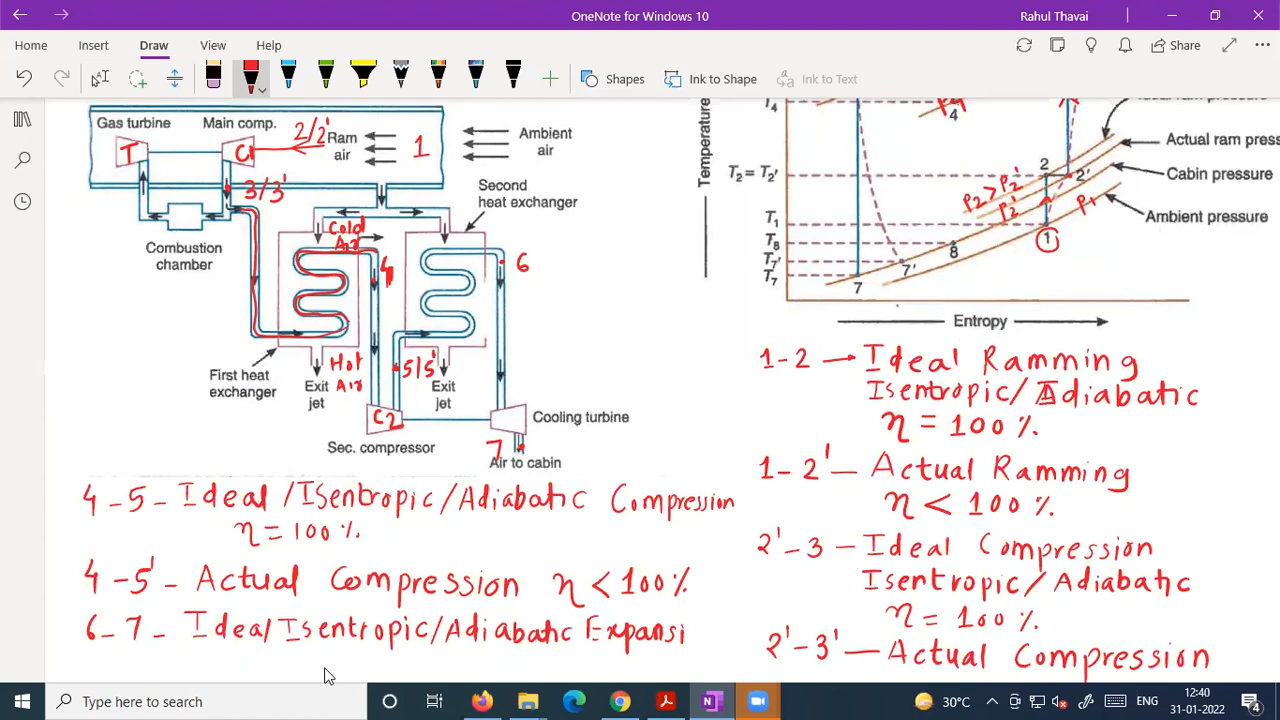 OneNote for Windows 10
Rahul Thavai
Home Insert Draw View Help
Share
Shapes Ink to Shape Ink to Text
Gas turbine
Main comp.
2/2'
Ram air
1
Ambient air
T
C1
3/3'
Second heat exchanger
Combustion chamber
Cold Air
4
6
First heat exchanger
Hot Air
Exit jet
5/5'
Exit jet
C2
Cooling turbine
Sec. compressor
7
Air to cabin
4-5- Ideal/Isentropic/Adiabatic Compression
η=100 %.
4-5'- Actual Compression η<100%
6-7- Ideal Isentropic/Adiabatic Expansi
Temperature
T4
4
Actual ram press
T2 = T2'
2
2'
P2>P2'
Cabin pressure
P2'
P1
T1
Ambient pressure
T8
8
1
T7'
7'
T7
7
Entropy
1-2 → Ideal Ramming
Isentropic/Adiabatic
η = 100 %.
1-2' — Actual Ramming
η < 100 %.
2'-3 — Ideal Compression
Isentropic/Adiabatic
η = 100 %.
2'-3' — Actual Compression
Type here to search
30°C
ENG
12:40
31-01-2022
4